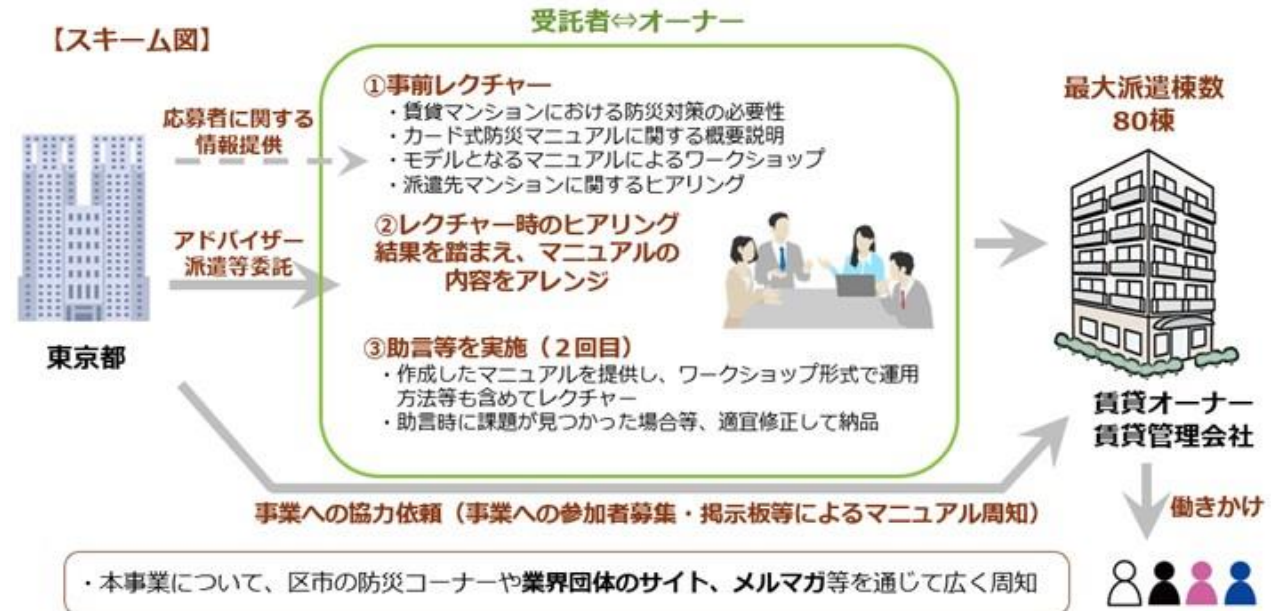 【スキーム図】
受託者⇔オーナー
応募者に関する
情報提供
アドバイザー
派遣等委託
東京都
①事前レクチャー
・賃貸マンションにおける防災対策の必要性
・カード式防災マニュアルに関する概要説明
・モデルとなるマニュアルによるワークショップ
・派遣先マンションに関するヒアリング
②レクチャー時のヒアリング
結果を踏まえ、マニュアルの
内容をアレンジ
③助言等を実施（２回目）
・作成したマニュアルを提供し、ワークショップ形式で運用
方法等も含めてレクチャー
・助言時に課題が見つかった場合等、適宜修正して納品
最大派遣棟数
80棟
賃貸オーナー
賃貸管理会社
事業への協力依頼（事業への参加者募集・掲示板等によるマニュアル周知）
働きかけ
・本事業について、区市の防災コーナーや業界団体のサイト、メルマガ等を通じて広く周知